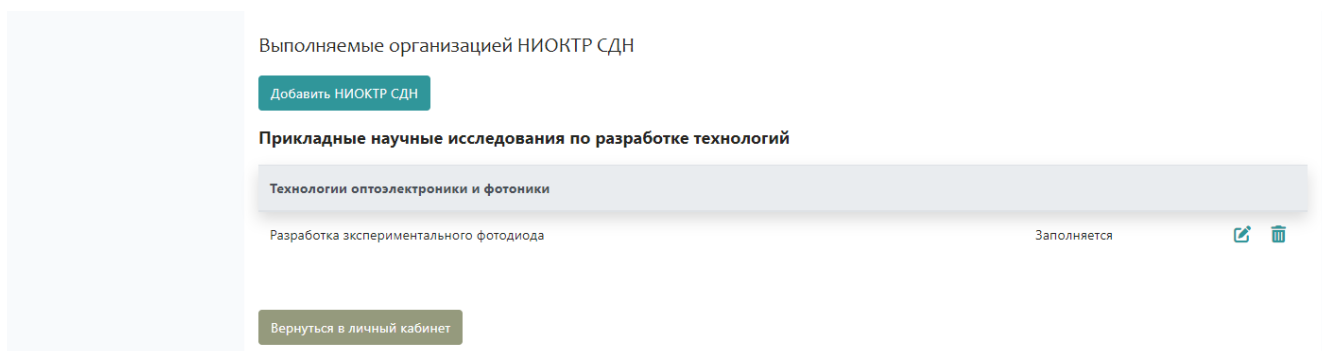 Выполняемые организацией НИОКТР СДН
Добавить НИОКТР СДН
Прикладные научные исследования по разработке технологий
Технологии оптоэлектроники и фотоники
Разработка зкспериментального фотодиода Заполняется
Вернуться в личный кабинет